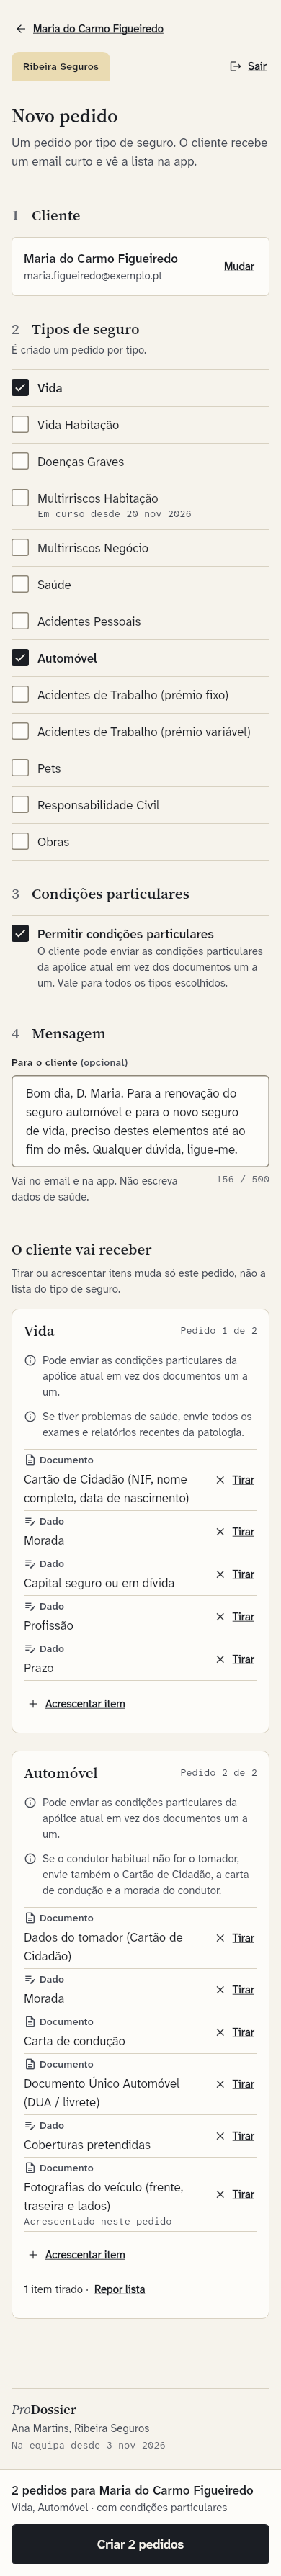 Maria do Carmo Figueiredo
Ribeira Seguros
Sair
Novo pedido
Um pedido por tipo de seguro. O cliente recebe
um email curto e vê a lista na app.
1 Cliente
Maria do Carmo Figueiredo
maria.figueiredo@exemplo.pt
Mudar
2 Tipos de seguro
É criado um pedido por tipo.
Vida
Vida Habitação
Doenças Graves
Multirriscos Habitação
Em curso desde 20 nov 2026
Multirriscos Negócio
Saúde
Acidentes Pessoais
Automóvel
Acidentes de Trabalho (prémio fixo)
Acidentes de Trabalho (prémio variável)
Pets
Responsabilidade Civil
Obras
3 Condições particulares
Permitir condições particulares
O cliente pode enviar as condições particulares
da apólice atual em vez dos documentos um a
um. Vale para todos os tipos escolhidos.
4 Mensagem
Para o cliente (opcional)
Bom dia, D. Maria. Para a renovação do
seguro automóvel e para o novo seguro
de vida, preciso destes elementos até ao
fim do mês. Qualquer dúvida, ligue-me.
Vai no email e na app. Não escreva
dados de saúde.
156 / 500
O cliente vai receber
Tirar ou acrescentar itens muda só este pedido, não a
lista do tipo de seguro.
Vida
Pedido 1 de 2
Pode enviar as condições particulares da
apólice atual em vez dos documentos um a
um.
Se tiver problemas de saúde, envie todos os
exames e relatórios recentes da patologia.
Documento
Cartão de Cidadão (NIF, nome
completo, data de nascimento)
Tirar
Dado
Morada
Tirar
Dado
Capital seguro ou em dívida
Tirar
Dado
Profissão
Tirar
Dado
Prazo
Tirar
Acrescentar item
Automóvel
Pedido 2 de 2
Pode enviar as condições particulares da
apólice atual em vez dos documentos um a
um.
Se o condutor habitual não for o tomador,
envie também o Cartão de Cidadão, a carta
de condução e a morada do condutor.
Documento
Dados do tomador (Cartão de
Cidadão)
Tirar
Dado
Morada
Tirar
Documento
Carta de condução
Tirar
Documento
Documento Único Automóvel
(DUA / livrete)
Tirar
Dado
Coberturas pretendidas
Tirar
Documento
Fotografias do veículo (frente,
traseira e lados)
Acrescentado neste pedido
Tirar
Acrescentar item
1 item tirado · Repor lista
ProDossier
Ana Martins, Ribeira Seguros
Na equipa desde 3 nov 2026
2 pedidos para Maria do Carmo Figueiredo
Vida, Automóvel · com condições particulares
Criar 2 pedidos